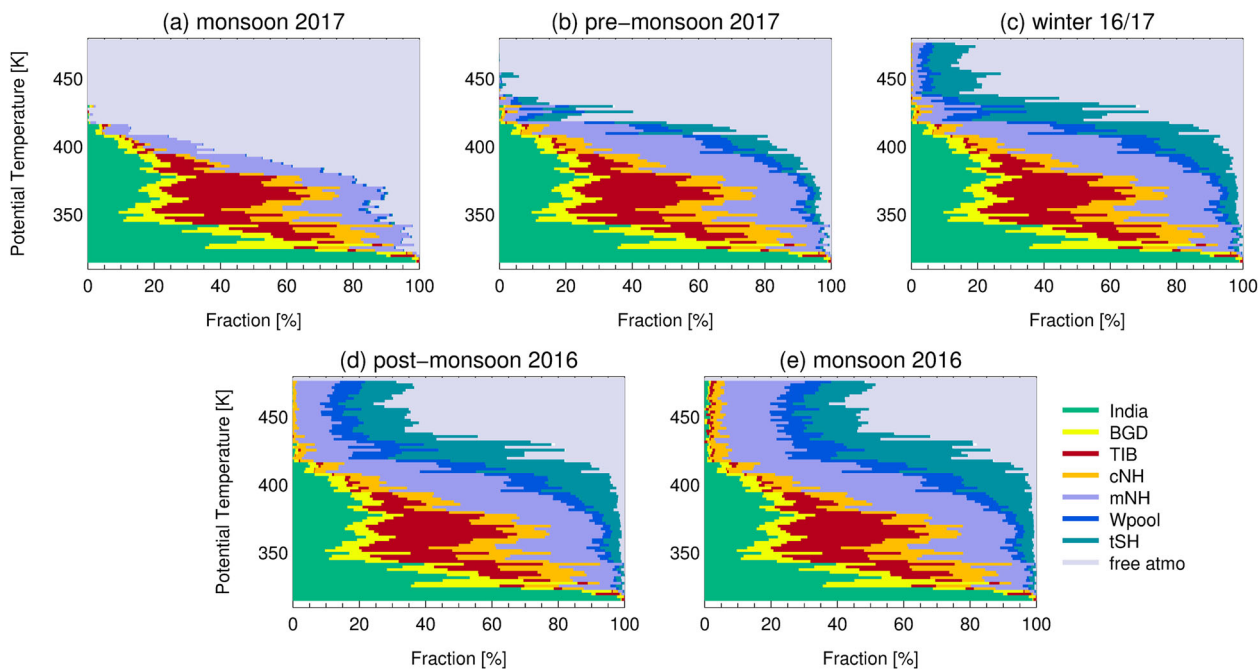 (a) monsoon 2017
(b) pre−monsoon 2017
(c) winter 16/17
Potential Temperature [K]
450
400
350
450
400
350
450
400
350
0 20 40 60 80 100
0 20 40 60 80 100
0 20 40 60 80 100
Fraction [%]
Fraction [%]
Fraction [%]
(d) post−monsoon 2016
(e) monsoon 2016
Potential Temperature [K]
450
400
350
Potential Temperature [K]
450
400
350
0 20 40 60 80 100
0 20 40 60 80 100
Fraction [%]
Fraction [%]
India
BGD
TIB
cNH
mNH
Wpool
tSH
free atmo